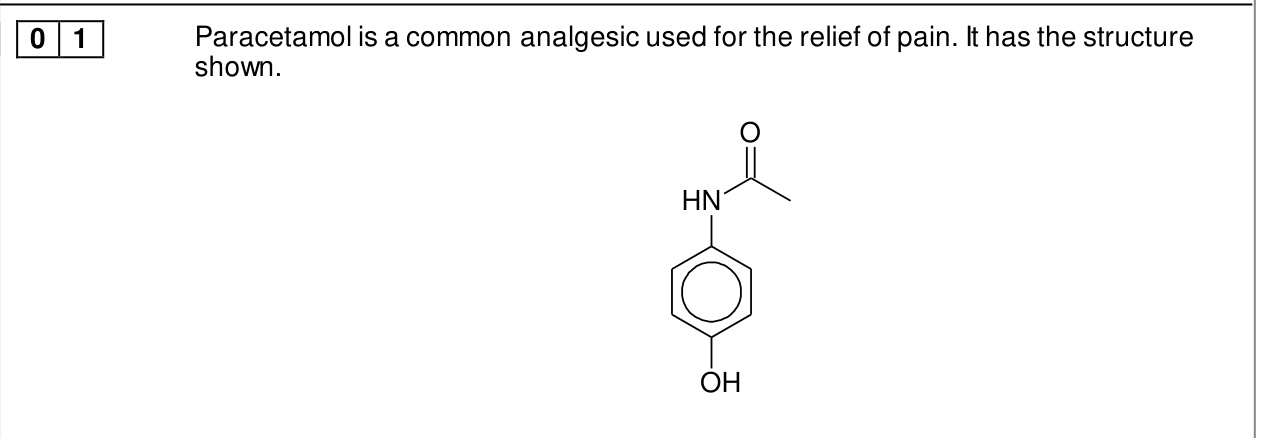 0 1
Paracetamol is a common analgesic used for the relief of pain. It has the structure
shown.
O
HN
OH